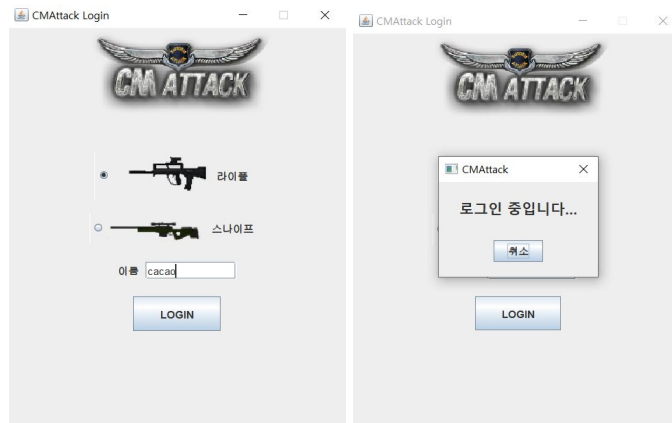 CMAttack Login
CM ATTACK
라이플
스나이프
이름 cacao
LOGIN
CMAttack Login
CM ATTACK
CMAttack
로그인 중입니다...
취소
LOGIN